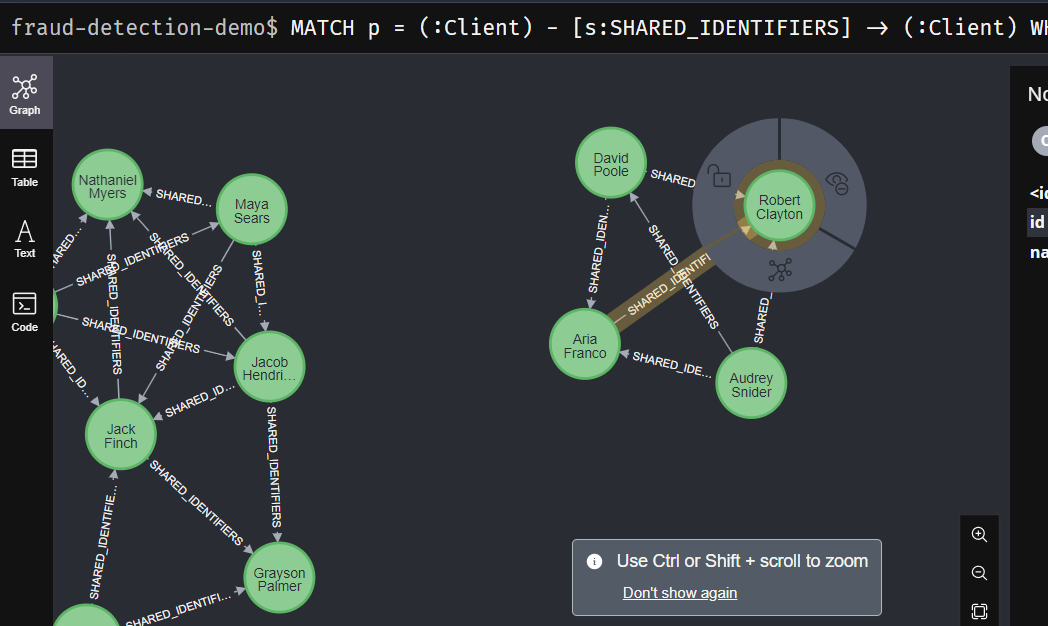 fraud-detection-demo$ MATCH p = (:Client) - [s:SHARED_IDENTIFIERS] → (:Client) WH
Graph
Table
Text
Code
Nathaniel
Myers
SHARED...
Maya
Sears
HARED...
SHARED_IDENTIFIERS
SHARED_IDENTIFIERS
SHARED_IDENTIFIERS
SHARED_IDENTIFIERS
SHARED_I...
SHARED_IDENTIFIERS
Jacob
Hendri...
HARED_ID...
SHARED_ID...
Jack
Finch
SHARED_IDENTIFIERS
SHARED_IDENTIFIERS
SHARED_IDENTIFIE...
Grayson
Palmer
SHARED_IDENTIFI...
David
Poole
SHARED
Robert
Clayton
SHARED_IDEN...
SHARED_IDENTIFIERS
SHARED_IDENTIFI
SHARED_
Aria
Franco
SHARED_IDE...
Audrey
Snider
Use Ctrl or Shift + scroll to zoom
Don't show again
No
<id
id
na